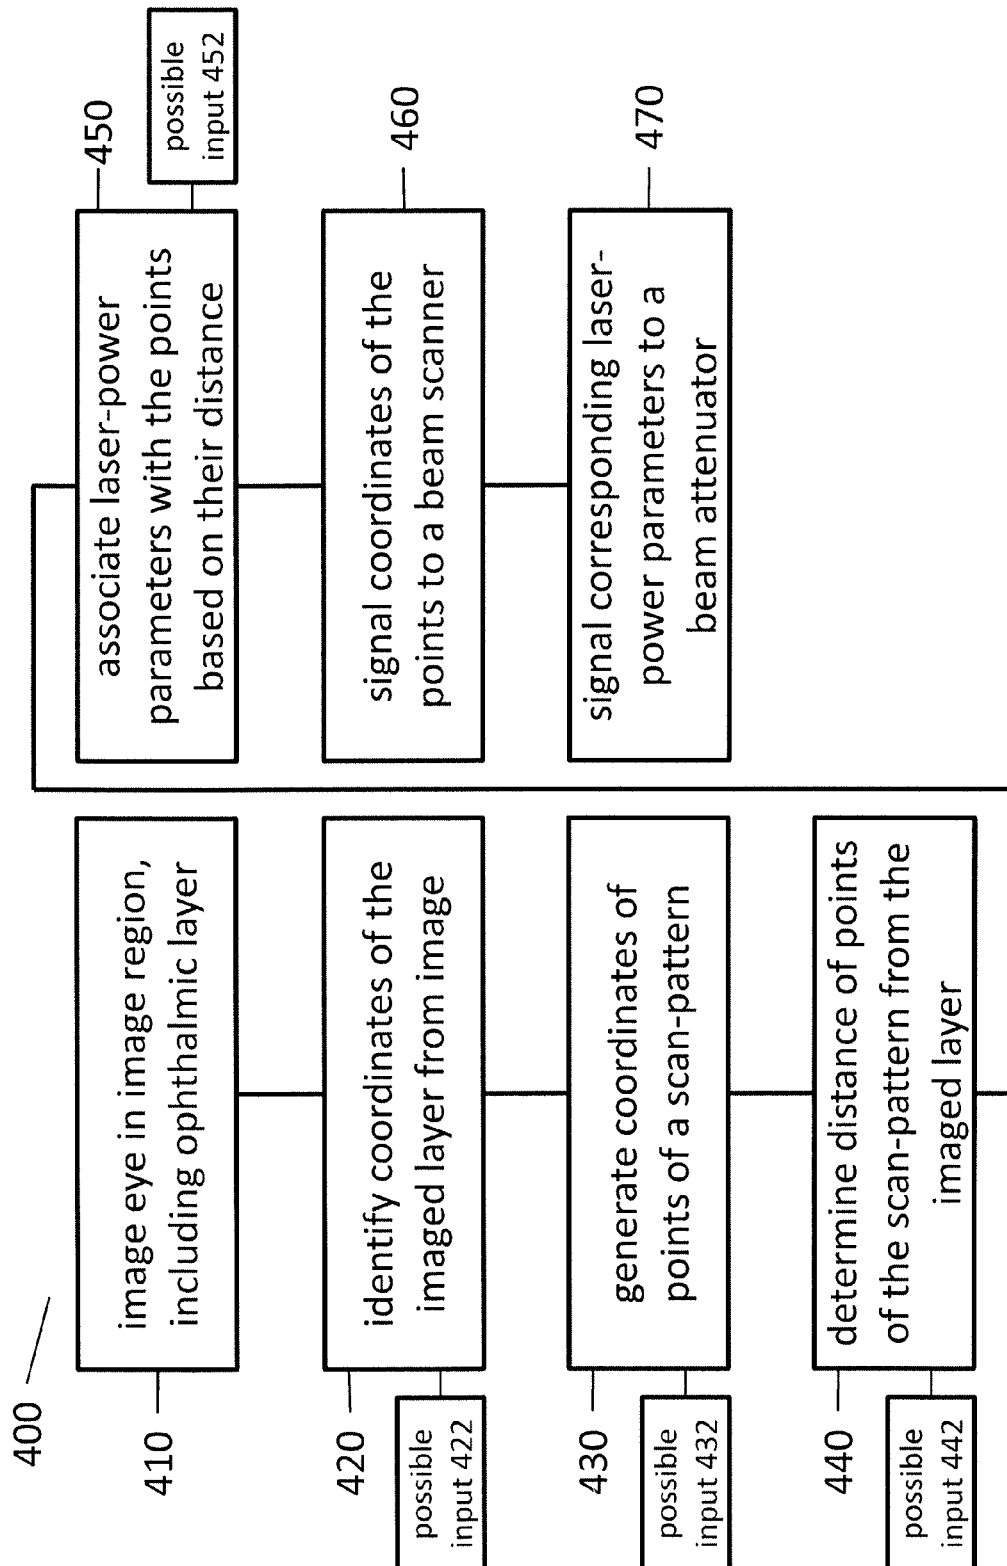 400
410
image eye in image region,
including ophthalmic layer
420
identify coordinates of the
imaged layer from image
possible
input 422
430
generate coordinates of
points of a scan-pattern
possible
input 432
440
determine distance of points
of the scan-pattern from the
imaged layer
possible
input 442
450
associate laser-power
parameters with the points
based on their distance
possible
input 452
signal coordinates of the
points to a beam scanner
460
signal corresponding laser-
power parameters to a
beam attenuator
470